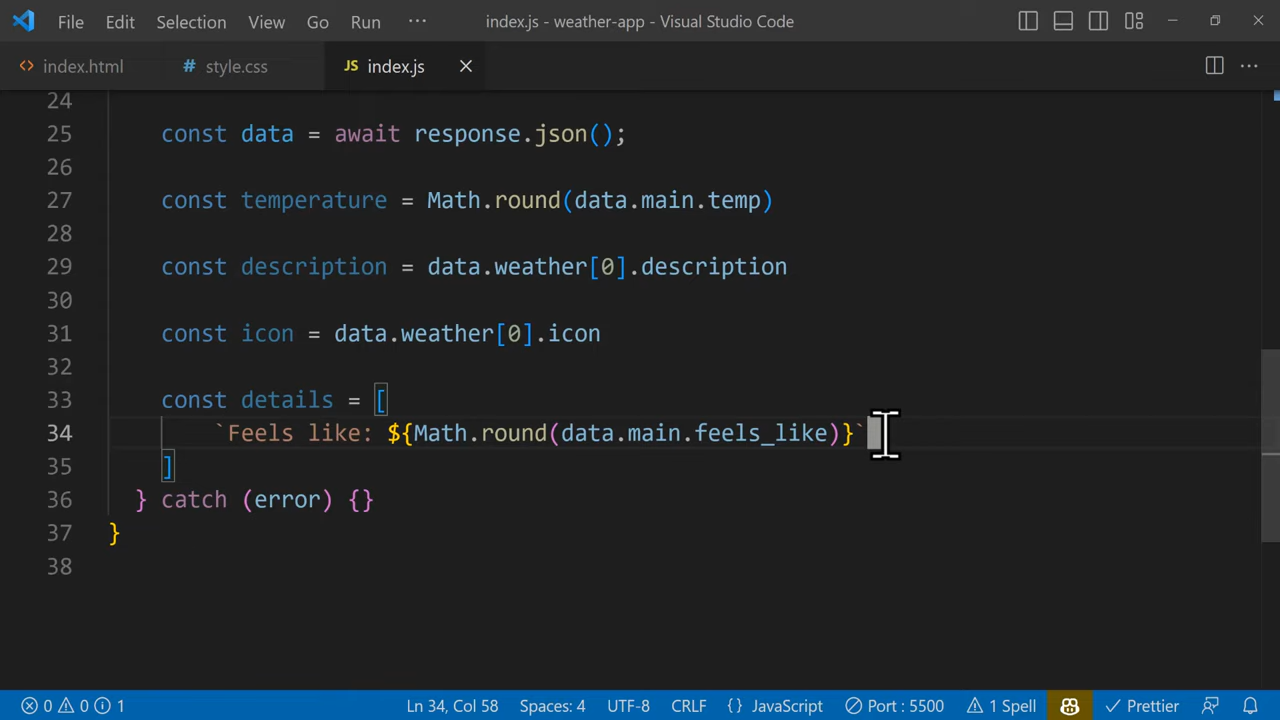 File Edit Selection View Go Run ··· index.js - weather-app - Visual Studio Code
<> index.html # style.css JS index.js
24
25 const data = await response.json();
26
27 const temperature = Math.round(data.main.temp)
28
29 const description = data.weather[0].description
30
31 const icon = data.weather[0].icon
32
33 const details = [
34 `Feels like: ${Math.round(data.main.feels_like)}`
35 ]
36 } catch (error) {}
37 }
38
0 0 1 Ln 34, Col 58 Spaces: 4 UTF-8 CRLF {} JavaScript Port : 5500 1 Spell Prettier